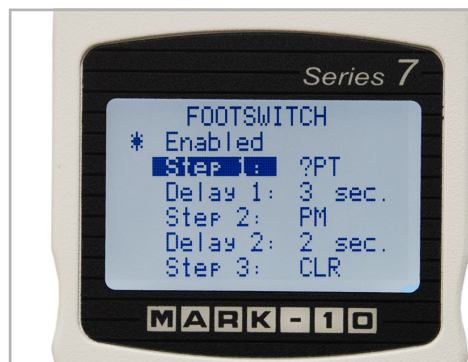 Series 7
FOOTSWITCH
* Enabled
Step 1: ?PT
Delay 1: 3 sec.
Step 2: PM
Delay 2: 2 sec.
Step 3: CLR
MARK-10